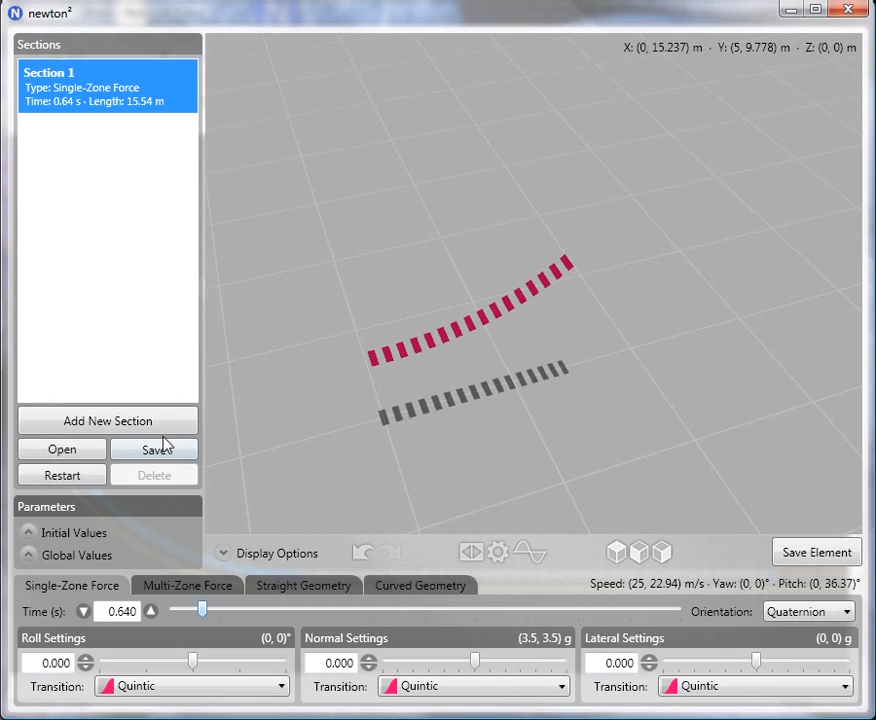 newton²
Sections
X: (0, 15.237) m · Y: (5, 9.778) m · Z: (0, 0) m
Section 1
Type: Single-Zone Force
Time: 0.64 s · Length: 15.54 m
Add New Section
Open
Save
Restart
Delete
Parameters
Initial Values
Global Values
Display Options
Save Element
Single-Zone Force
Multi-Zone Force
Straight Geometry
Curved Geometry
Speed: (25, 22.94) m/s · Yaw: (0, 0)° · Pitch: (0, 36.37)°
Time (s):
0.640
Orientation:
Quaternion
Roll Settings
(0, 0)°
Normal Settings
(3.5, 3.5) g
Lateral Settings
(0, 0) g
0.000
0.000
0.000
Transition:
Quintic
Transition:
Quintic
Transition:
Quintic